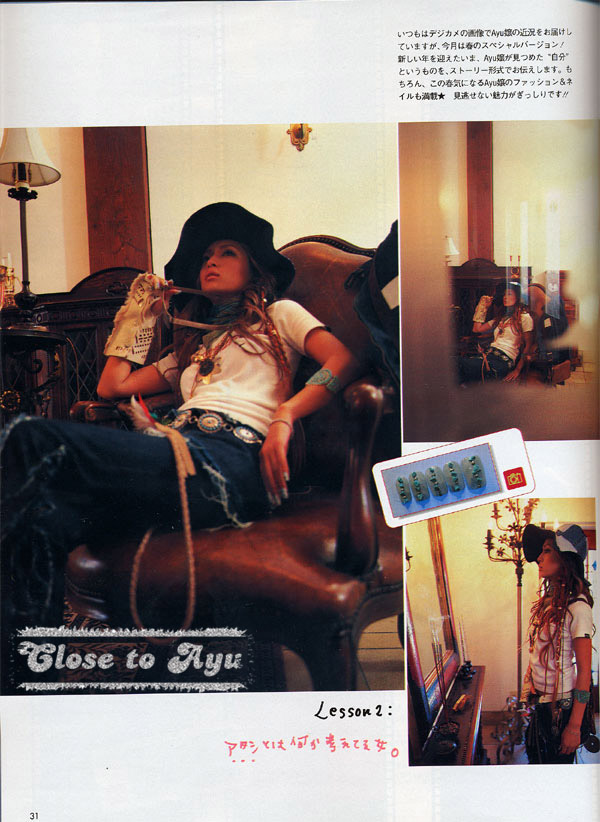 いつもはデジカメの画像でAyu嬢の近況をお届けし
ていますが、今月は春のスペシャルバージョン!
新しい年を迎えたいま、Ayu嬢が見つめた"自分"
というものを、ストーリー形式でお伝えします。も
ちろん、この春気になるAyu嬢のファッション&ネ
イルも満載★ 見逃せない魅力がぎっしりです!!
Close to Ayu
Lesson 2:
アタシとは 何か 考えてる 女。
31